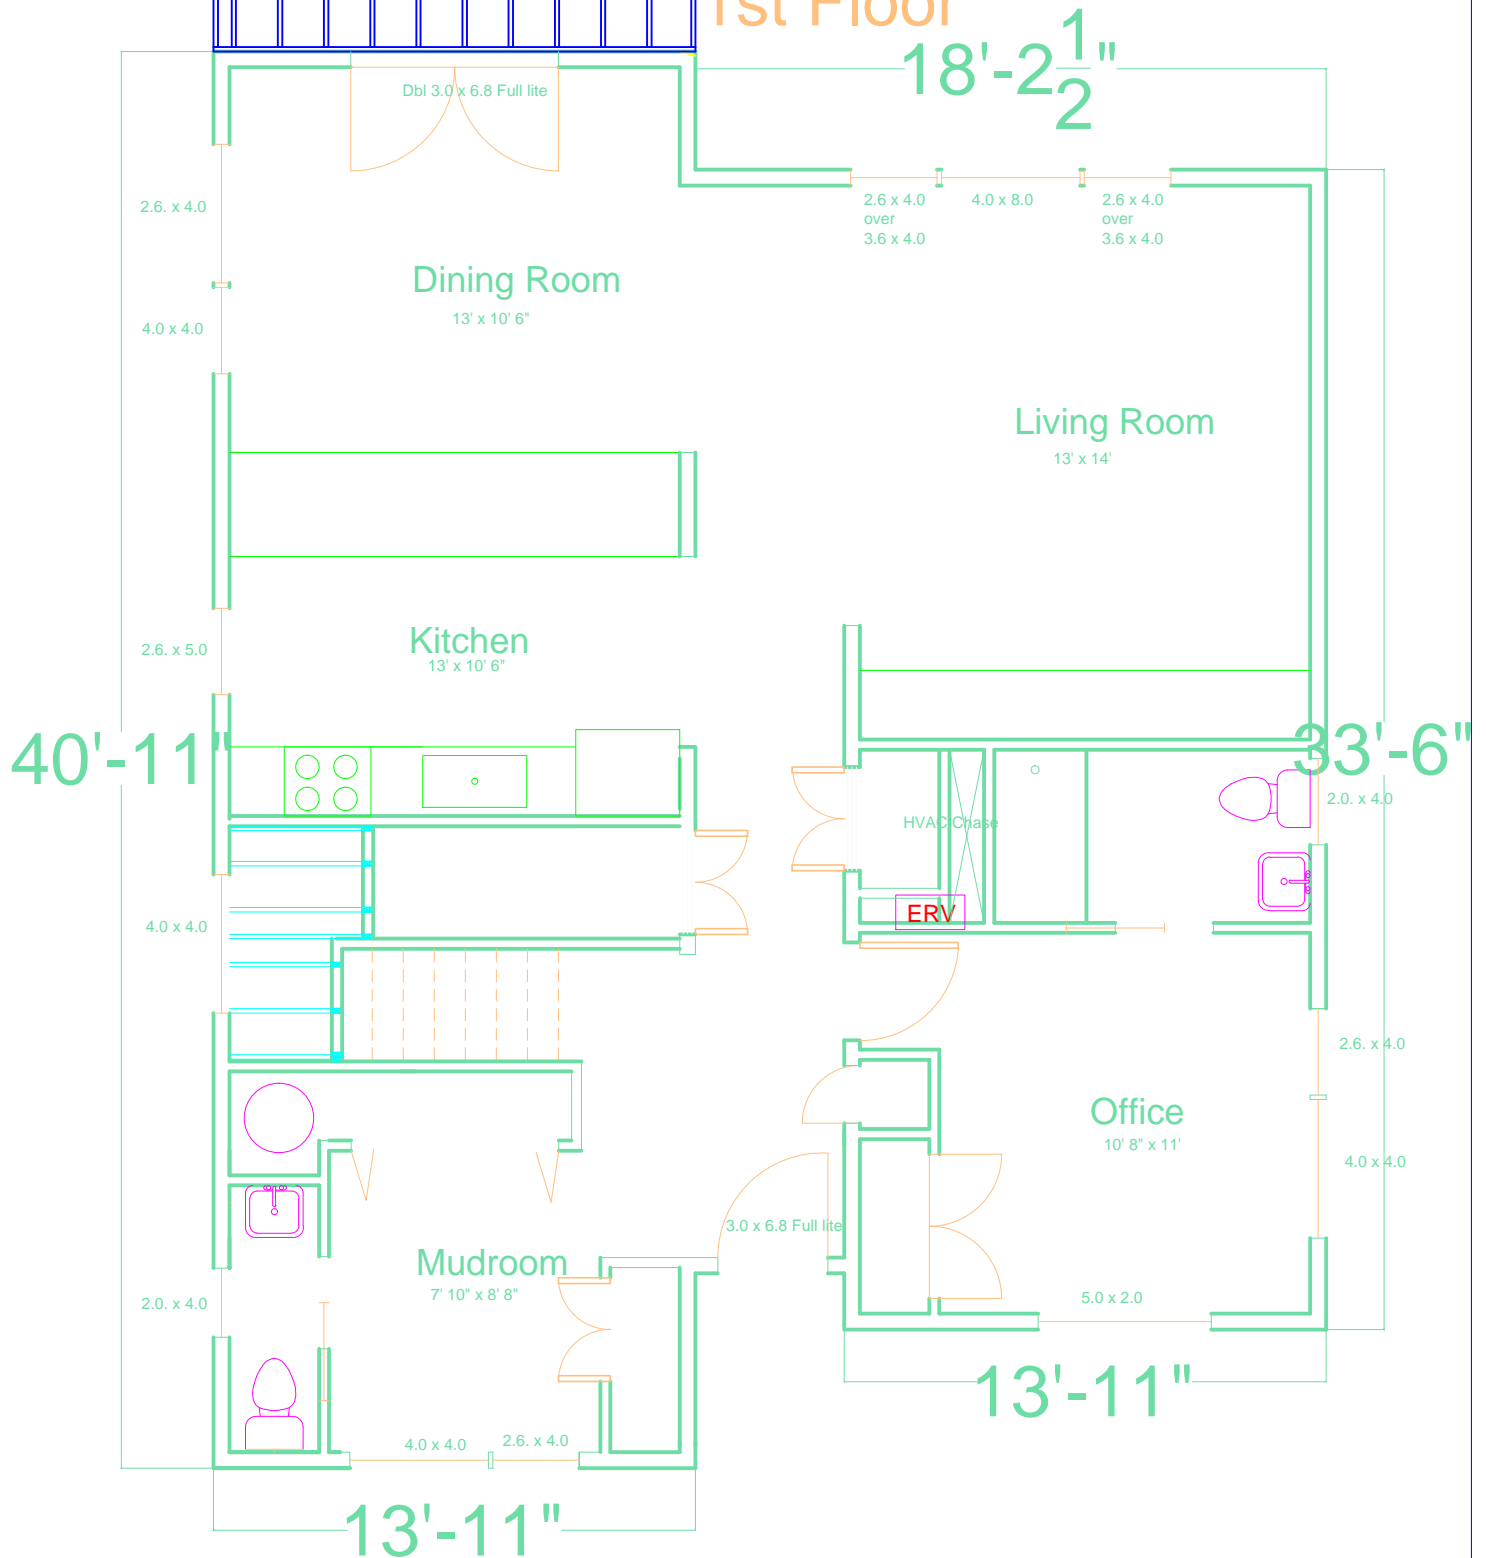 1st Floor
18'-2 1/2"
Dbl 3.0 x 6.8 Full lite
2.6. x 4.0
2.6 x 4.0
over
3.6 x 4.0
4.0 x 8.0
2.6 x 4.0
over
3.6 x 4.0
Dining Room
13' x 10' 6"
4.0 x 4.0
Living Room
13' x 14'
Kitchen
13' x 10' 6"
2.6. x 5.0
40'-11"
33'-6"
2.0. x 4.0
HVAC Chase
ERV
4.0 x 4.0
2.6. x 4.0
Office
10' 8" x 11'
4.0 x 4.0
3.0 x 6.8 Full lite
Mudroom
7' 10" x 8' 8"
2.0. x 4.0
5.0 x 2.0
13'-11"
4.0 x 4.0
2.6. x 4.0
13'-11"